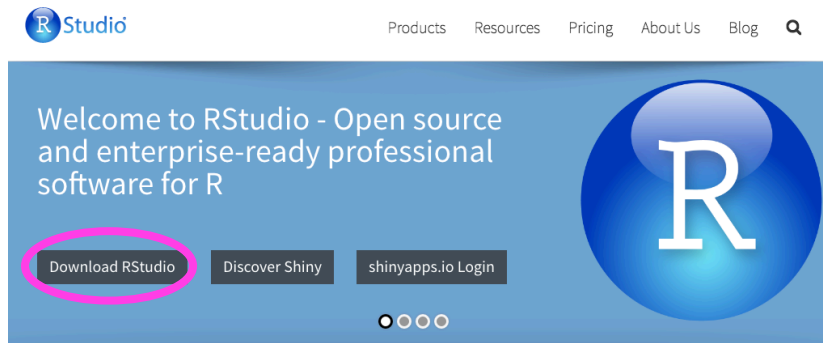 R Studio
Products Resources Pricing About Us Blog
Welcome to RStudio - Open source
and enterprise-ready professional
software for R
R
Download RStudio Discover Shiny shinyapps.io Login